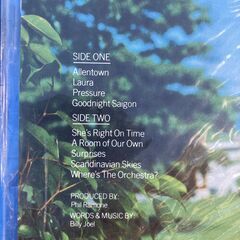 SIDE ONE
Allentown
Laura
Pressure
Goodnight Saigon
SIDE TWO
She's Right On Time
A Room of Our Own
Surprises
Scandinavian Skies
Where's The Orchestra?
PRODUCED BY:
Phil Ramone
WORDS & MUSIC BY:
Billy Joel